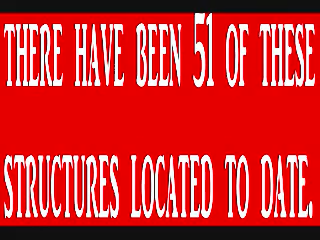 THERE HAVE BEEN 51 OF THESE
STRUCTURES LOCATED TO DATE.